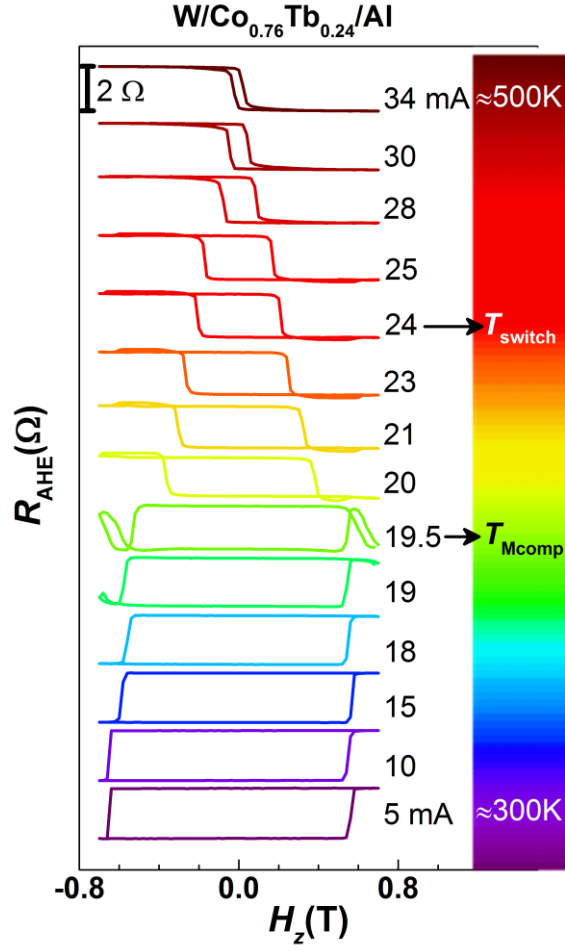 W/Co0.76Tb0.24/Al
2 Ω
34 mA ≈500K
30
28
25
24 Tswitch
23
21
20
19.5 TMcomp
19
18
15
10
5 mA ≈300K
RAHE(Ω)
-0.8 0.0 0.8
Hz(T)